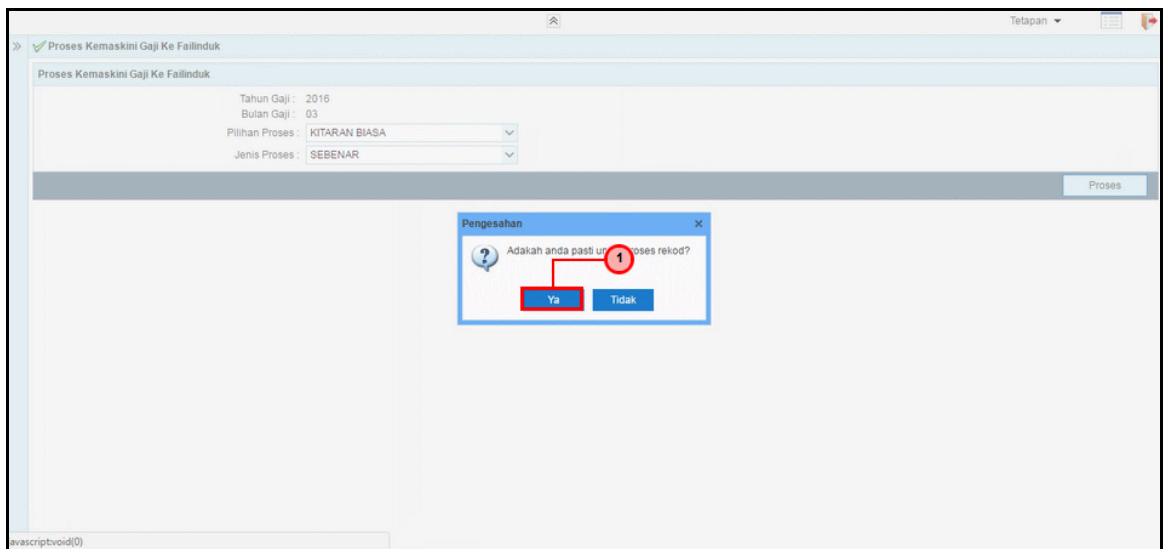 Tetapan
Proses Kemaskini Gaji Ke Failinduk
Proses Kemaskini Gaji Ke Failinduk
Tahun Gaji : 2016
Bulan Gaji : 03
Pilihan Proses : KITARAN BIASA
Jenis Proses : SEBENAR
Proses
Pengesahan
Adakah anda pasti un roses rekod?
1
Ya Tidak
avascript:void(0)